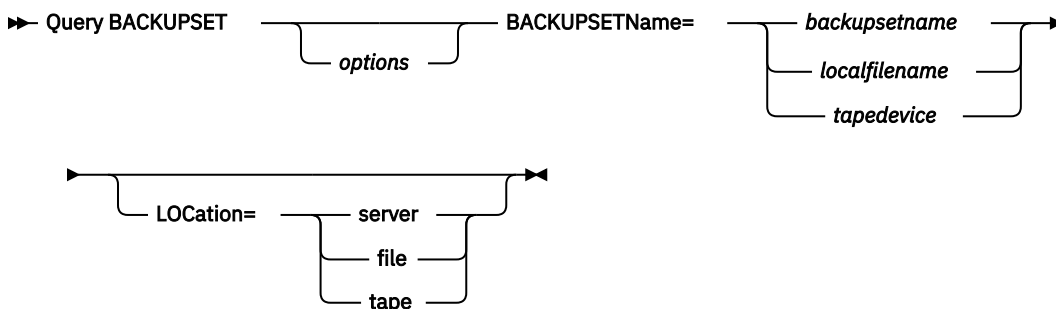 Query BACKUPSET
options
BACKUPSETName=
backupsetname
localfilename
tapedevice
LOCation=
server
file
tape